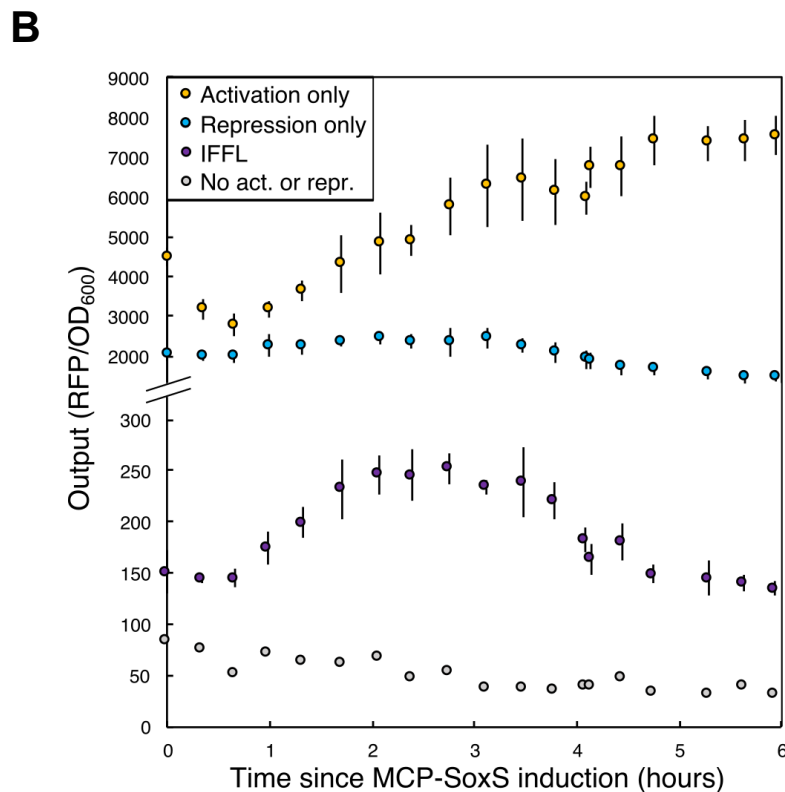 B
9000
8000
7000
6000
5000
4000
3000
2000
300
250
200
150
100
50
0
Activation only
Repression only
IFFL
No act. or repr.
Output (RFP/OD600)
0 1 2 3 4 5 6
Time since MCP-SoxS induction (hours)